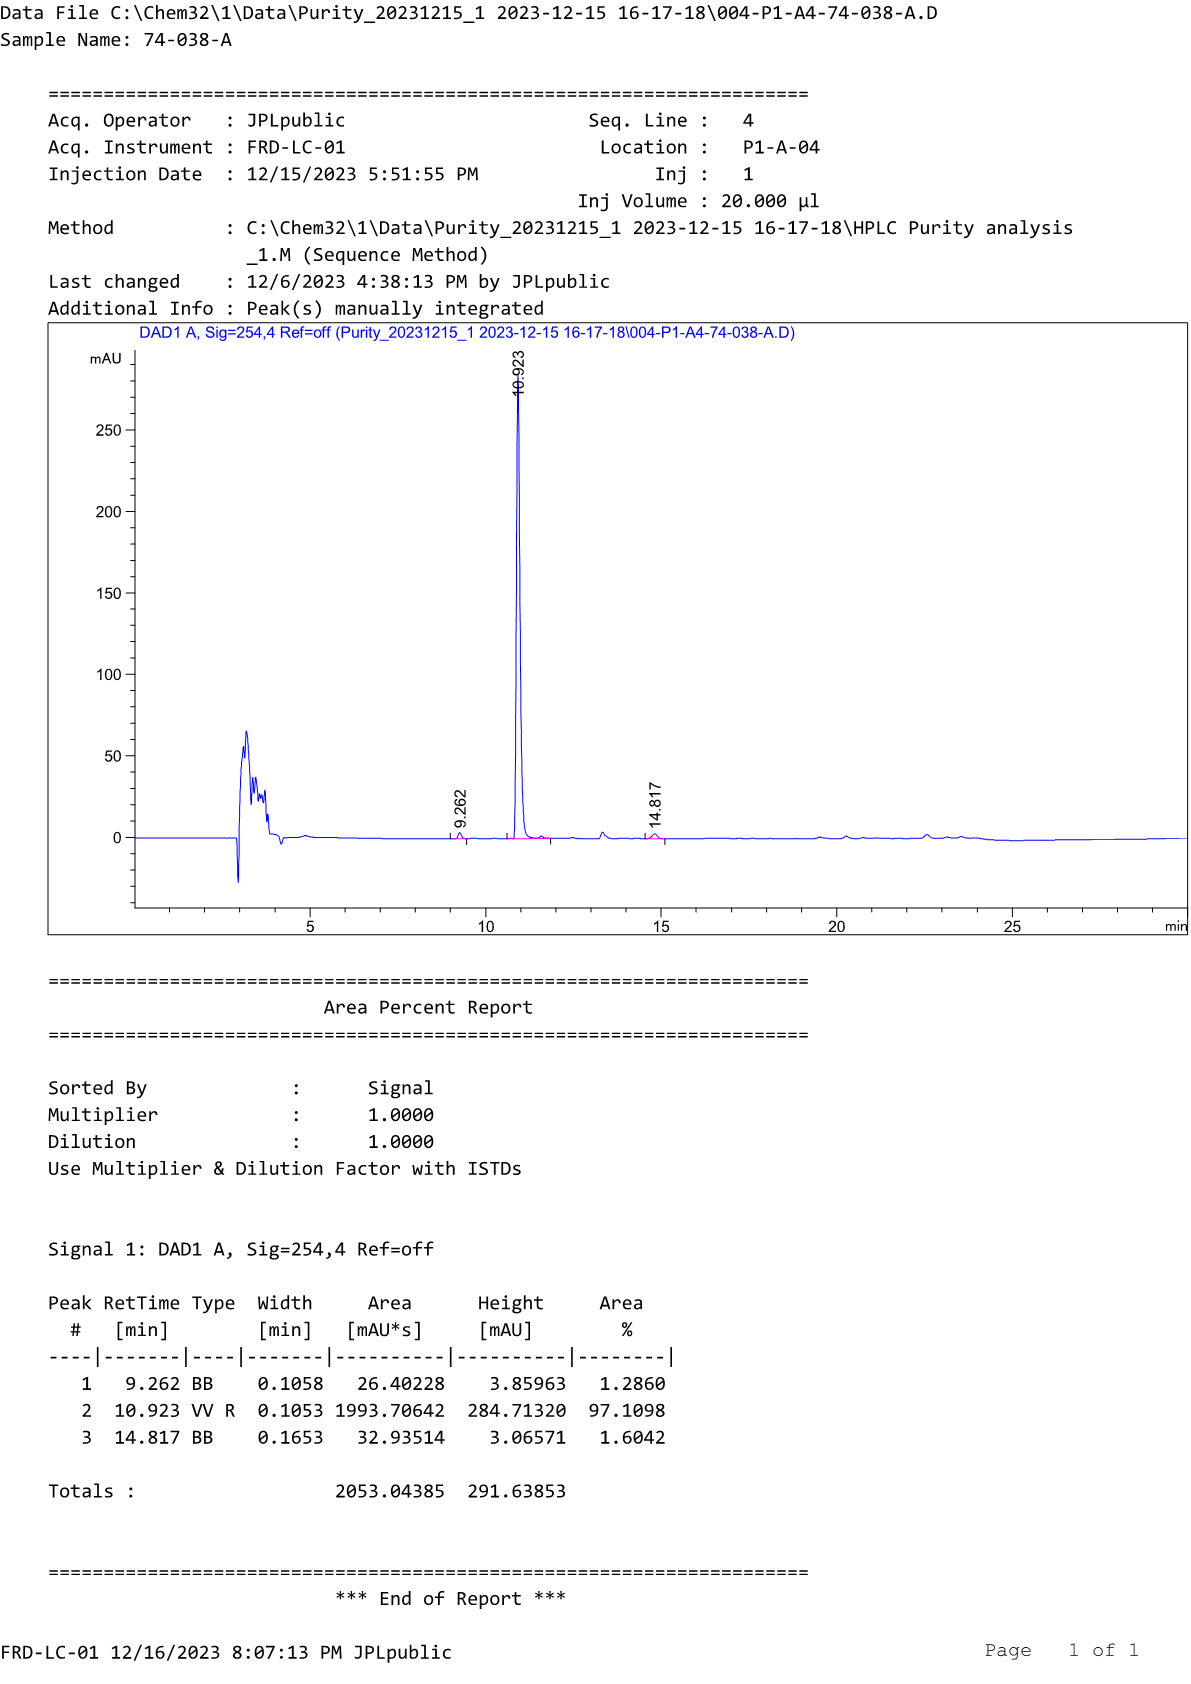 Data File C:\Chem32\1\Data\Purity_20231215_1 2023-12-15 16-17-18\004-P1-A4-74-038-A.D
Sample Name: 74-038-A
=====================================================================
Acq. Operator   : JPLpublic                      Seq. Line :   4
Acq. Instrument : FRD-LC-01                       Location :   P1-A-04
Injection Date  : 12/15/2023 5:51:55 PM                Inj :   1
Inj Volume : 20.000 µl
Method          : C:\Chem32\1\Data\Purity_20231215_1 2023-12-15 16-17-18\HPLC Purity analysis
_1.M (Sequence Method)
Last changed    : 12/6/2023 4:38:13 PM by JPLpublic
Additional Info : Peak(s) manually integrated
DAD1 A, Sig=254,4 Ref=off (Purity_20231215_1 2023-12-15 16-17-18\004-P1-A4-74-038-A.D)
mAU
250
200
150
100
50
0
9.262
10.923
14.817
5 10 15 20 25 min
=====================================================================
Area Percent Report
=====================================================================
Sorted By             :      Signal
Multiplier            :      1.0000
Dilution              :      1.0000
Use Multiplier & Dilution Factor with ISTDs
Signal 1: DAD1 A, Sig=254,4 Ref=off
Peak RetTime Type  Width     Area      Height     Area
#   [min]        [min]   [mAU*s]     [mAU]        %
----|-------|----|-------|----------|----------|--------|
1   9.262 BB    0.1058   26.40228    3.85963   1.2860
2  10.923 VV R  0.1053 1993.70642  284.71320  97.1098
3  14.817 BB    0.1653   32.93514    3.06571   1.6042
Totals :                  2053.04385  291.63853
=====================================================================
*** End of Report ***
FRD-LC-01 12/16/2023 8:07:13 PM JPLpublic
Page   1 of 1